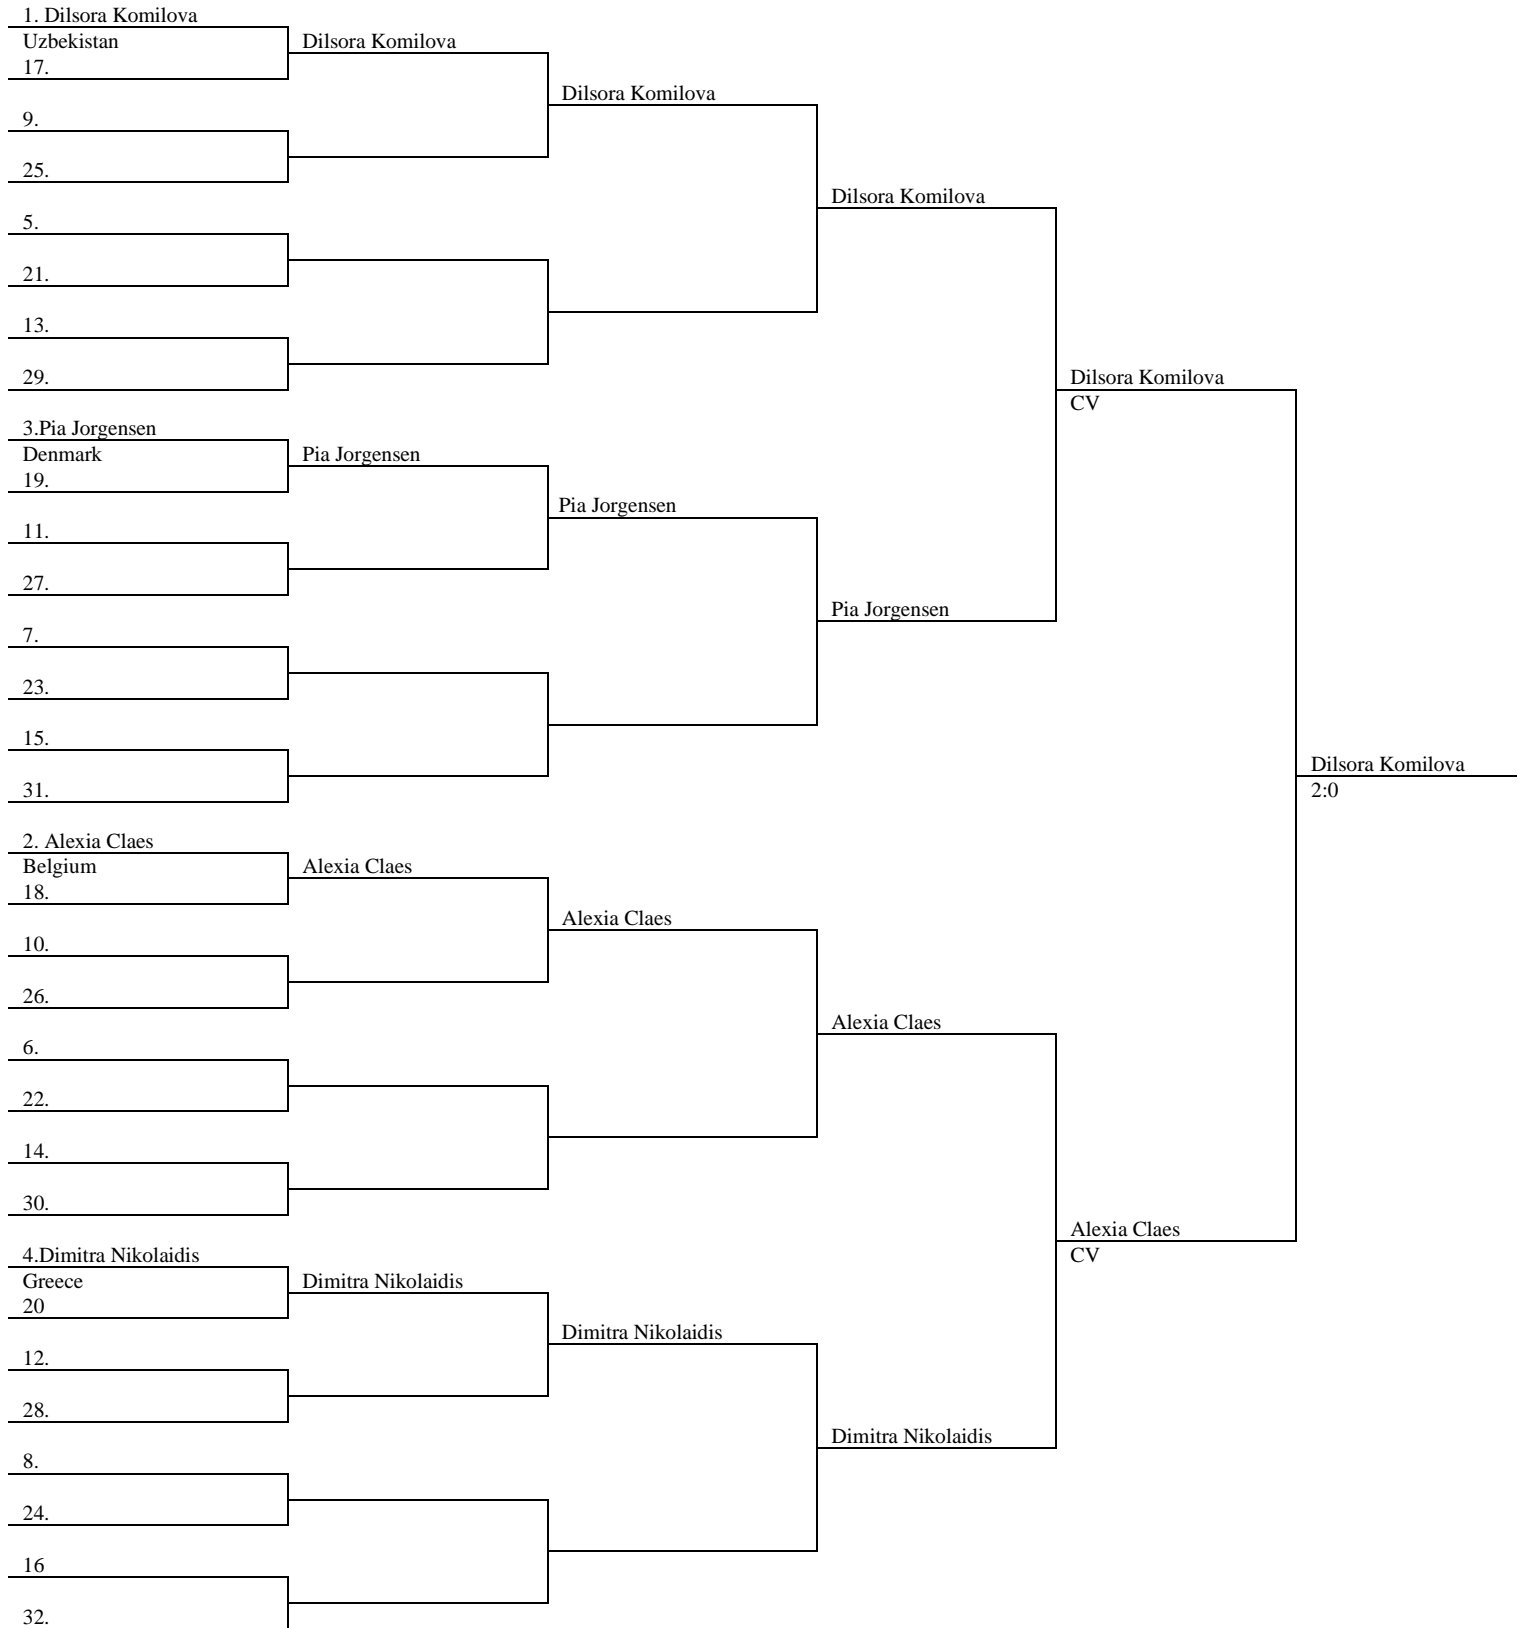 1. Dilsora Komilova
Uzbekistan
17.
9.
25.
5.
21.
13.
29.
3.Pia Jorgensen
Denmark
19.
11.
27.
7.
23.
15.
31.
2. Alexia Claes
Belgium
18.
10.
26.
6.
22.
14.
30.
4.Dimitra Nikolaidis
Greece
20
12.
28.
8.
24.
16
32.
Dilsora Komilova
Pia Jorgensen
Alexia Claes
Dimitra Nikolaidis
Dilsora Komilova
Pia Jorgensen
Alexia Claes
Dimitra Nikolaidis
Dilsora Komilova
Pia Jorgensen
Alexia Claes
Dimitra Nikolaidis
Dilsora Komilova
CV
Alexia Claes
CV
Dilsora Komilova
2:0